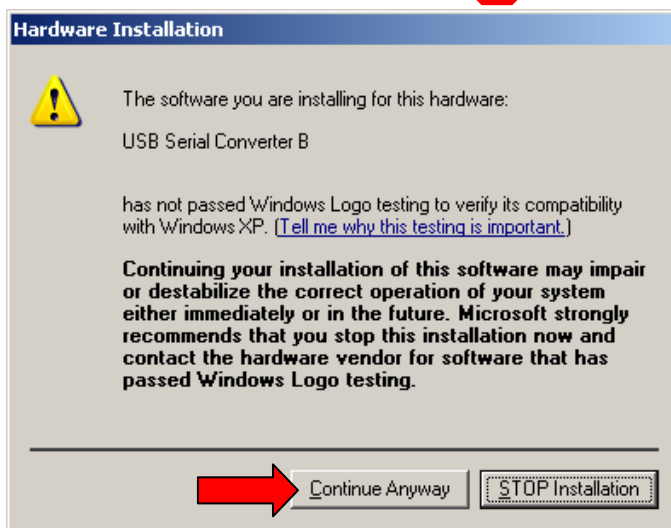 Hardware Installation
The software you are installing for this hardware:
USB Serial Converter B
has not passed Windows Logo testing to verify its compatibility
with Windows XP. (Tell me why this testing is important.)
Continuing your installation of this software may impair
or destabilize the correct operation of your system
either immediately or in the future. Microsoft strongly
recommends that you stop this installation now and
contact the hardware vendor for software that has
passed Windows Logo testing.
Continue Anyway
STOP Installation